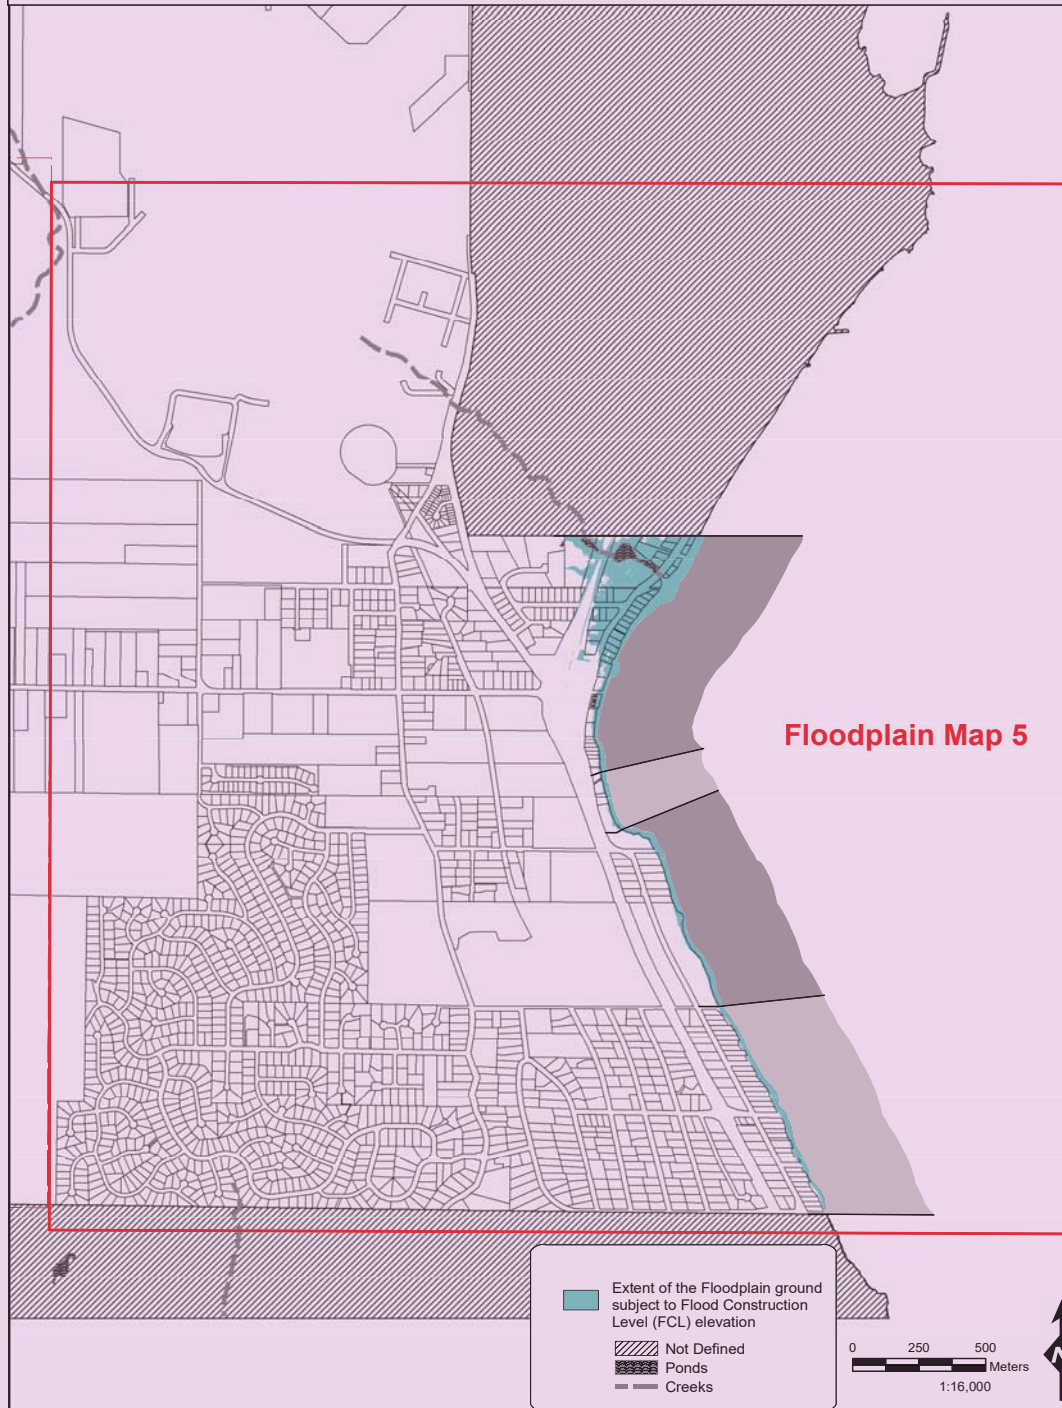 Floodplain Map 5
Extent of the Floodplain ground
subject to Flood Construction
Level (FCL) elevation
Not Defined
Ponds
Creeks
0 250 500
Meters
1:16,000
N